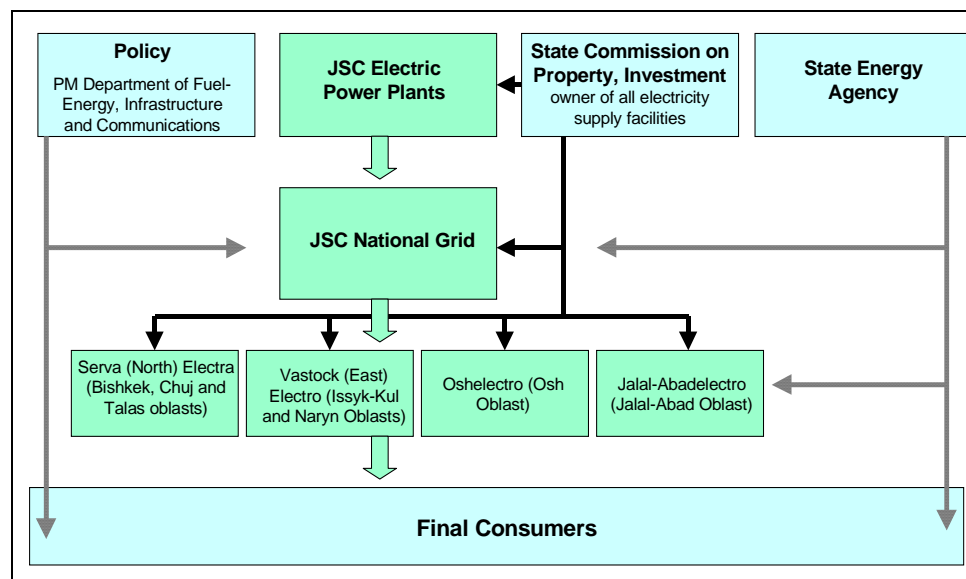 Policy
PM Department of Fuel-
Energy, Infrastructure
and Communications
JSC Electric
Power Plants
State Commission on
Property, Investment
owner of all electricity
supply facilities
State Energy
Agency
JSC National Grid
Serva (North) Electra
(Bishkek, Chuj and
Talas oblasts)
Vastock (East)
Electro (Issyk-Kul
and Naryn Oblasts)
Oshelectro (Osh
Oblast)
Jalal-Abadelectro
(Jalal-Abad Oblast)
Final Consumers